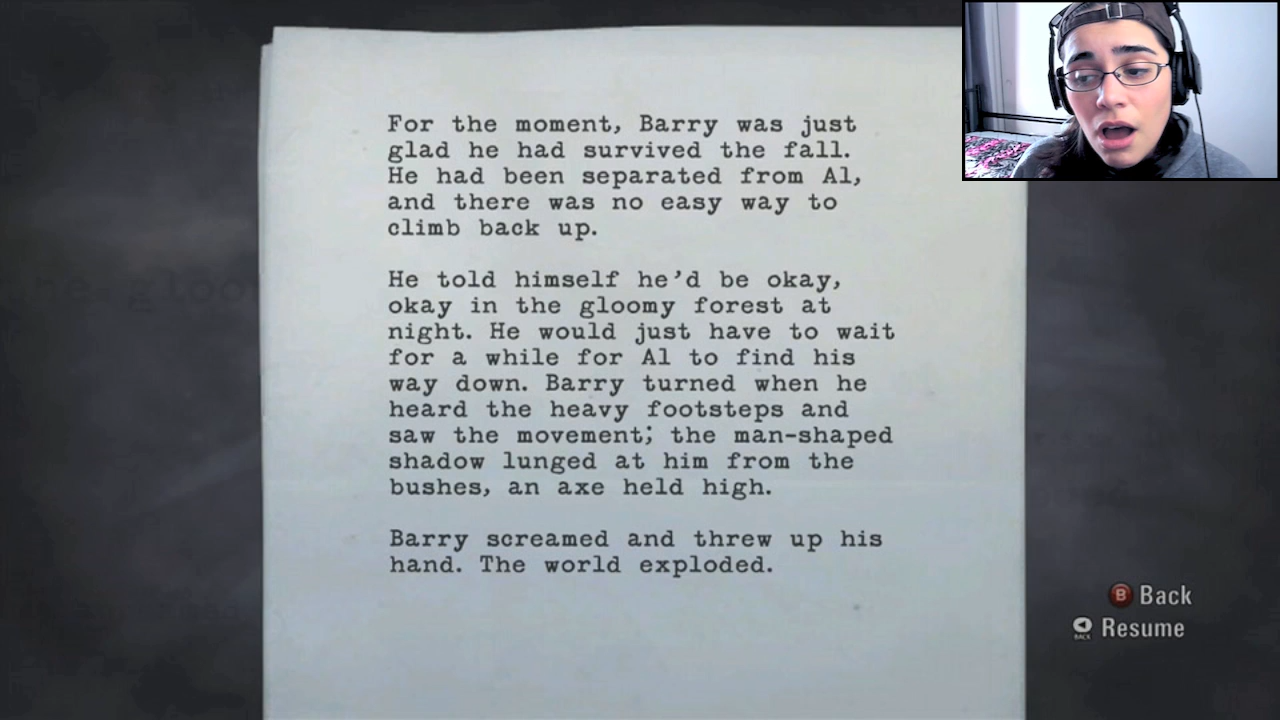 For the moment, Barry was just
glad he had survived the fall.
He had been separated from Al,
and there was no easy way to
climb back up.
He told himself he'd be okay,
okay in the gloomy forest at
night. He would just have to wait
for a while for Al to find his
way down. Barry turned when he
heard the heavy footsteps and
saw the movement; the man-shaped
shadow lunged at him from the
bushes, an axe held high.
Barry screamed and threw up his
hand. The world exploded.
B Back
BACK Resume